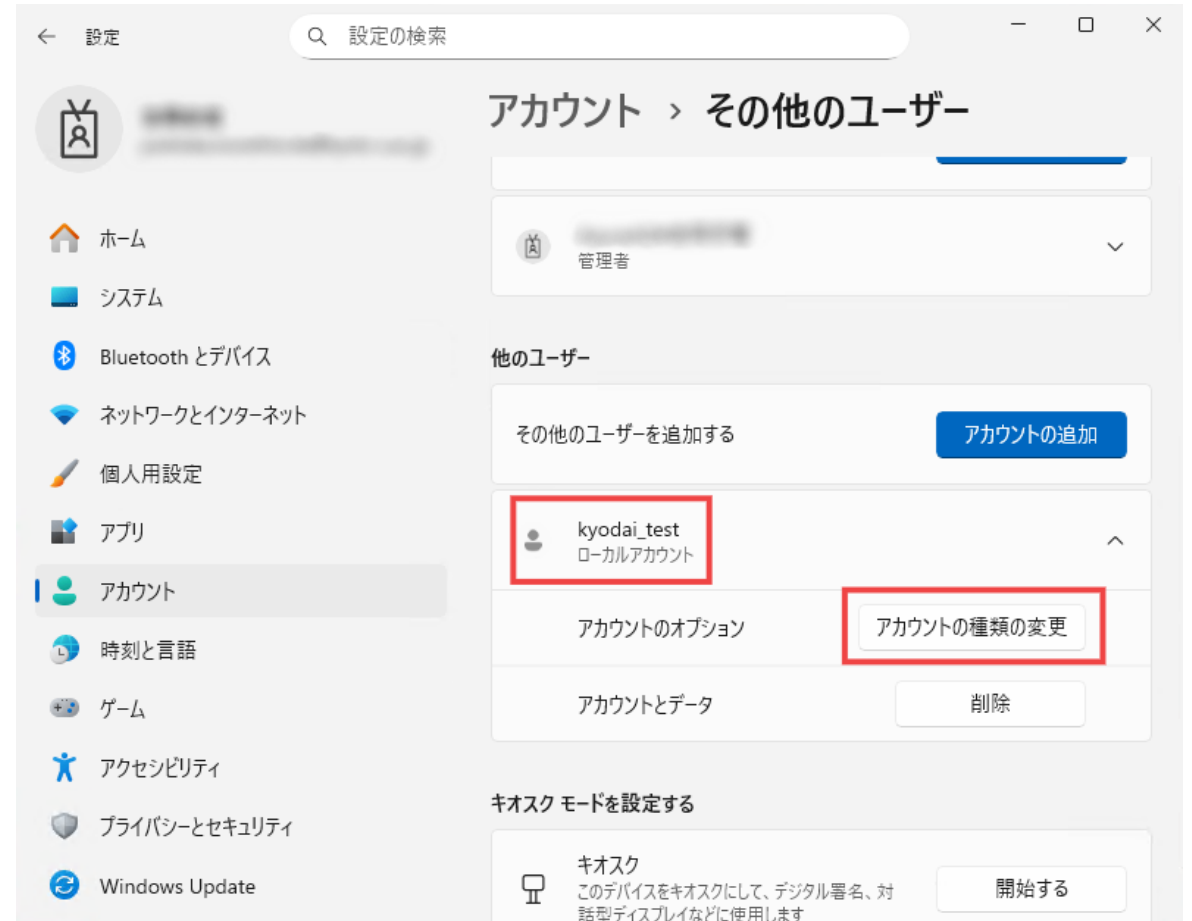 設定
設定の検索
アカウント › その他のユーザー
管理者
ホーム
システム
Bluetooth とデバイス
ネットワークとインターネット
個人用設定
アプリ
アカウント
時刻と言語
ゲーム
アクセシビリティ
プライバシーとセキュリティ
Windows Update
他のユーザー
その他のユーザーを追加する
アカウントの追加
kyodai_test
ローカルアカウント
アカウントのオプション
アカウントの種類の変更
アカウントとデータ
削除
キオスク モードを設定する
キオスク
このデバイスをキオスクにして、デジタル署名、対
話型ディスプレイなどに使用します
開始する